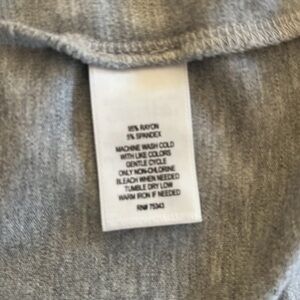 95% RAYON
5% SPANDEX
MACHINE WASH COLD
WITH LIKE COLORS
GENTLE CYCLE
ONLY NON-CHLORINE
BLEACH WHEN NEEDED
TUMBLE DRY LOW
WARM IRON IF NEEDED
RN# 75343